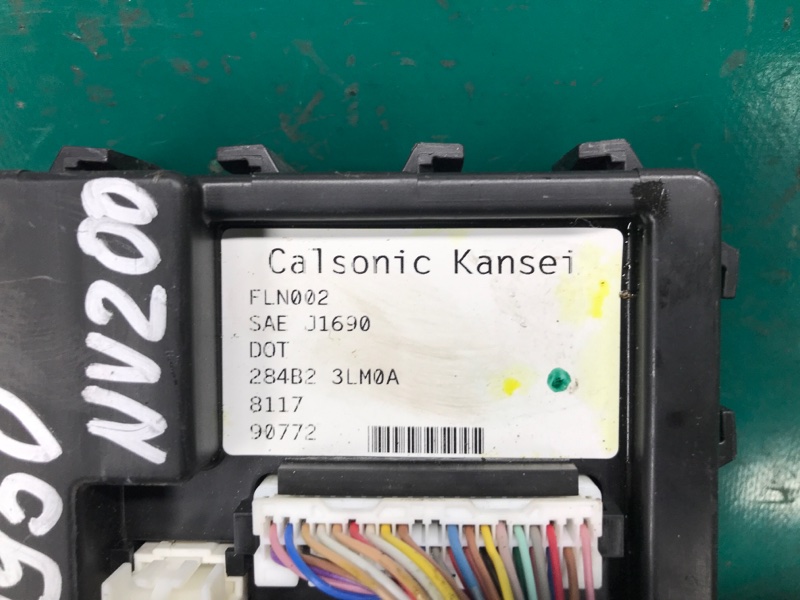 Calsonic Kansei
FLN002
SAE J1690
DOT
284B2 3LM0A
8117
90772
NV200